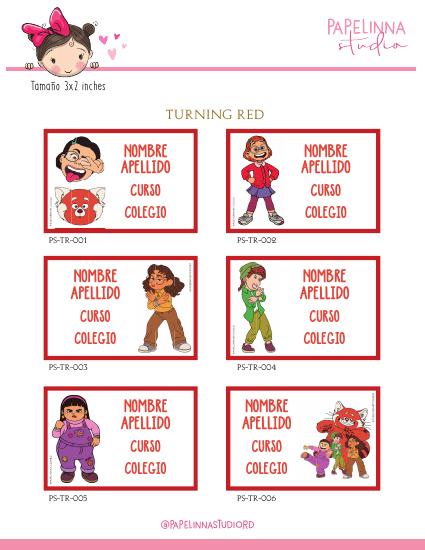 PAPELINNA
studio
Tamaño 3x2 inches
TURNING RED
NOMBRE
APELLIDO
CURSO
COLEGIO
PS-TR-001
NOMBRE
APELLIDO
CURSO
COLEGIO
PS-TR-002
NOMBRE
APELLIDO
CURSO
COLEGIO
PS-TR-003
NOMBRE
APELLIDO
CURSO
COLEGIO
PS-TR-004
NOMBRE
APELLIDO
CURSO
COLEGIO
PS-TR-005
NOMBRE
APELLIDO
CURSO
COLEGIO
PS-TR-006
@PAPELINNASTUDIORD